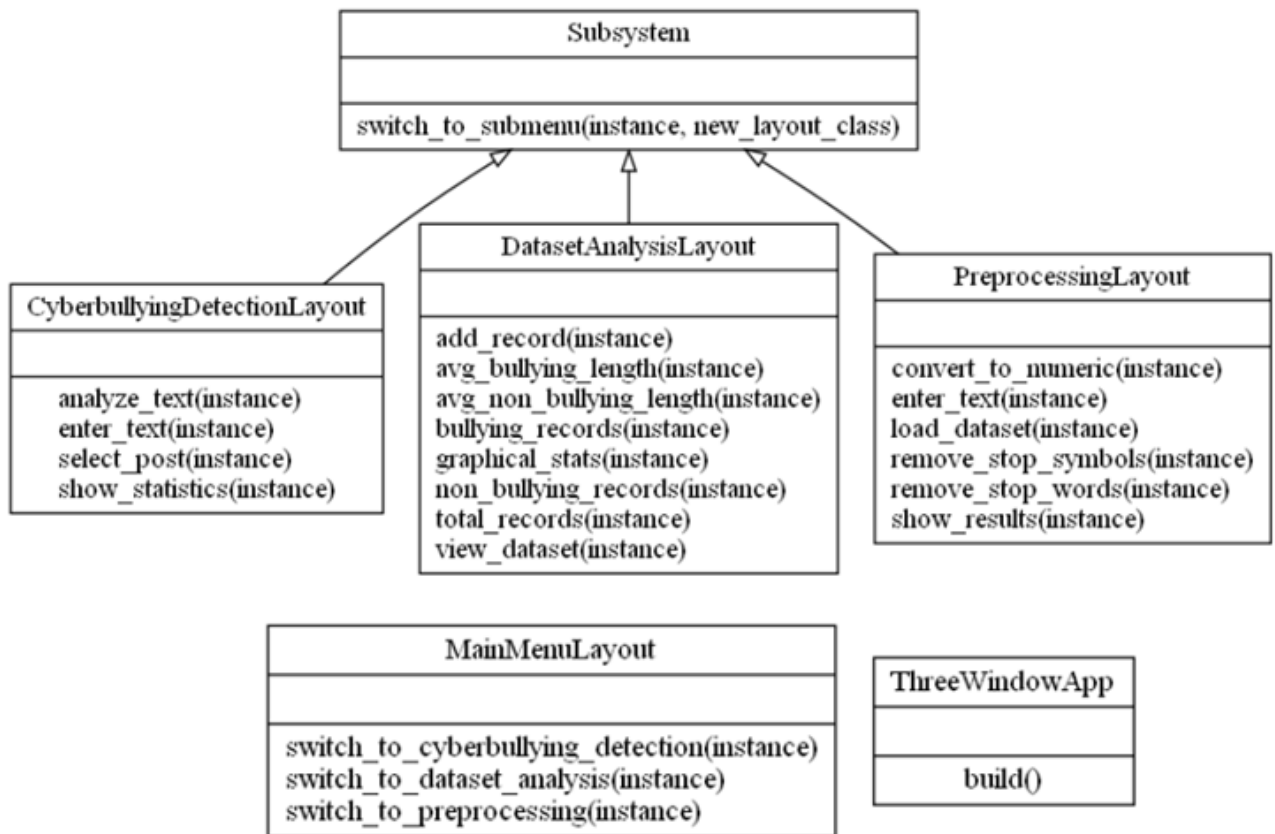 Subsystem
switch_to_submenu(instance, new_layout_class)
CyberbullyingDetectionLayout
analyze_text(instance)
enter_text(instance)
select_post(instance)
show_statistics(instance)
DatasetAnalysisLayout
add_record(instance)
avg_bullying_length(instance)
avg_non_bullying_length(instance)
bullying_records(instance)
graphical_stats(instance)
non_bullying_records(instance)
total_records(instance)
view_dataset(instance)
PreprocessingLayout
convert_to_numeric(instance)
enter_text(instance)
load_dataset(instance)
remove_stop_symbols(instance)
remove_stop_words(instance)
show_results(instance)
MainMenuLayout
switch_to_cyberbullying_detection(instance)
switch_to_dataset_analysis(instance)
switch_to_preprocessing(instance)
ThreeWindowApp
build()